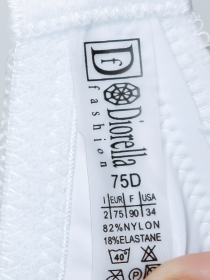 Df Diorella
fashion
75D
I EUR F USA
2 75 90 34
82%NYLON
18%ELASTANE
40°